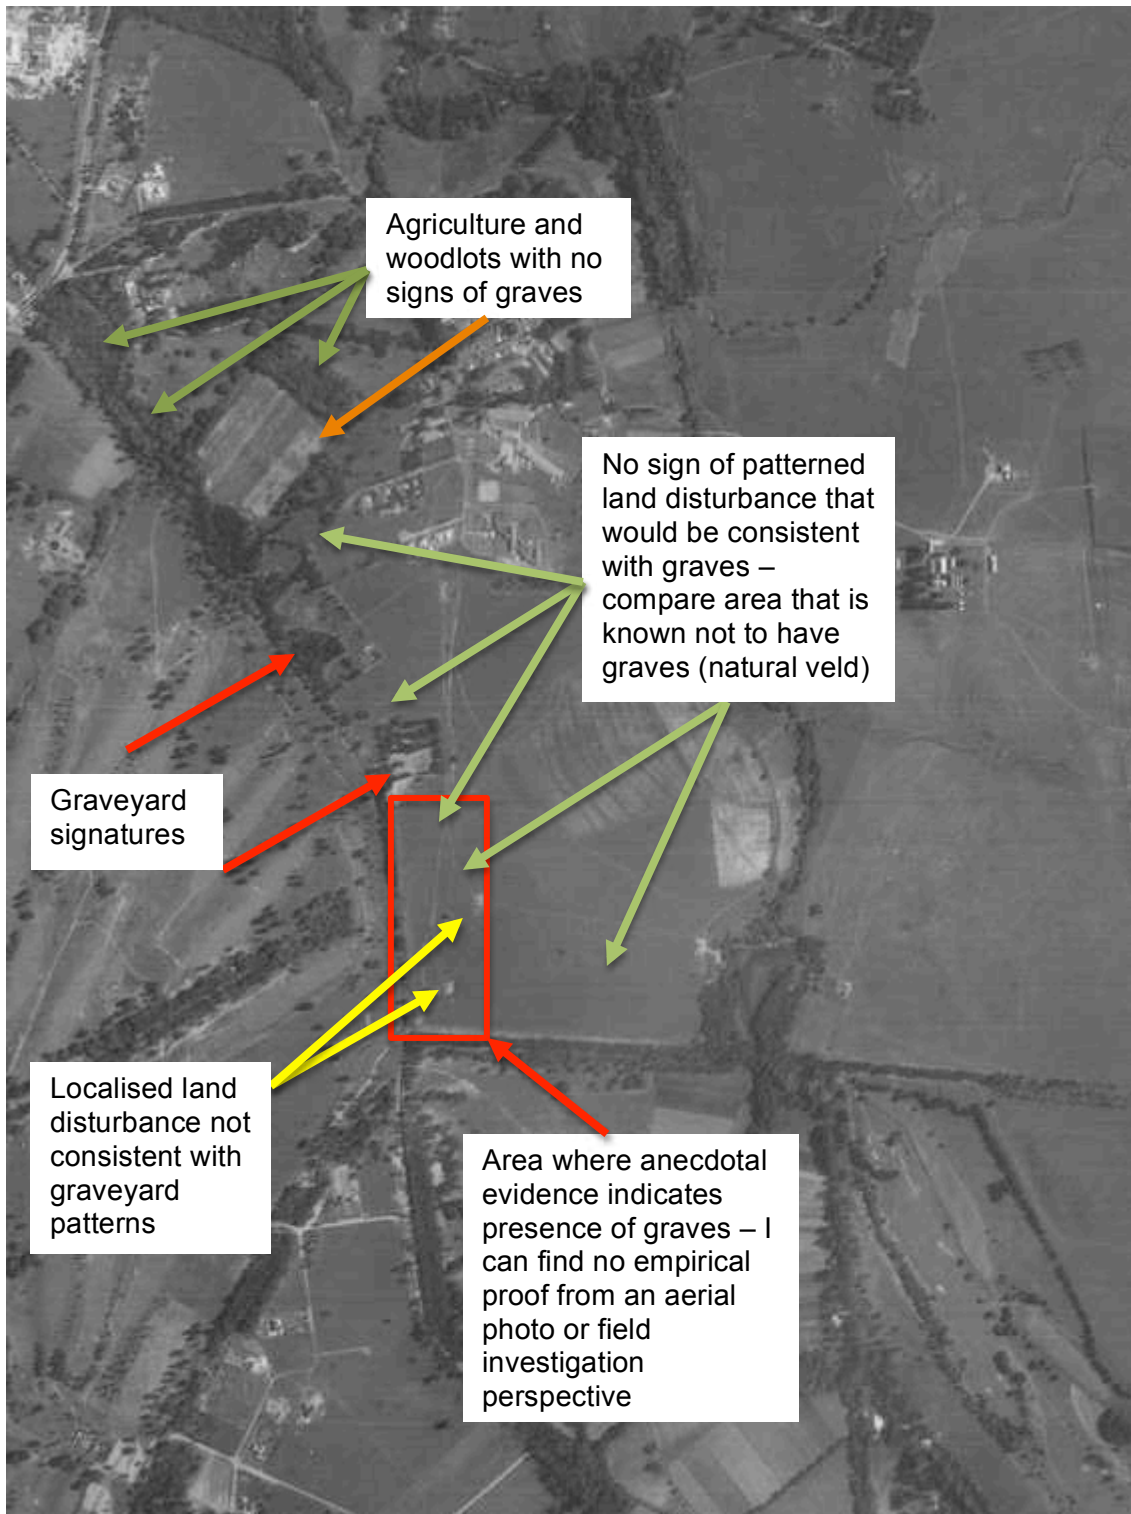 Agriculture and
woodlots with no
signs of graves
No sign of patterned
land disturbance that
would be consistent
with graves –
compare area that is
known not to have
graves (natural veld)
Graveyard
signatures
Localised land
disturbance not
consistent with
graveyard
patterns
Area where anecdotal
evidence indicates
presence of graves – I
can find no empirical
proof from an aerial
photo or field
investigation
perspective